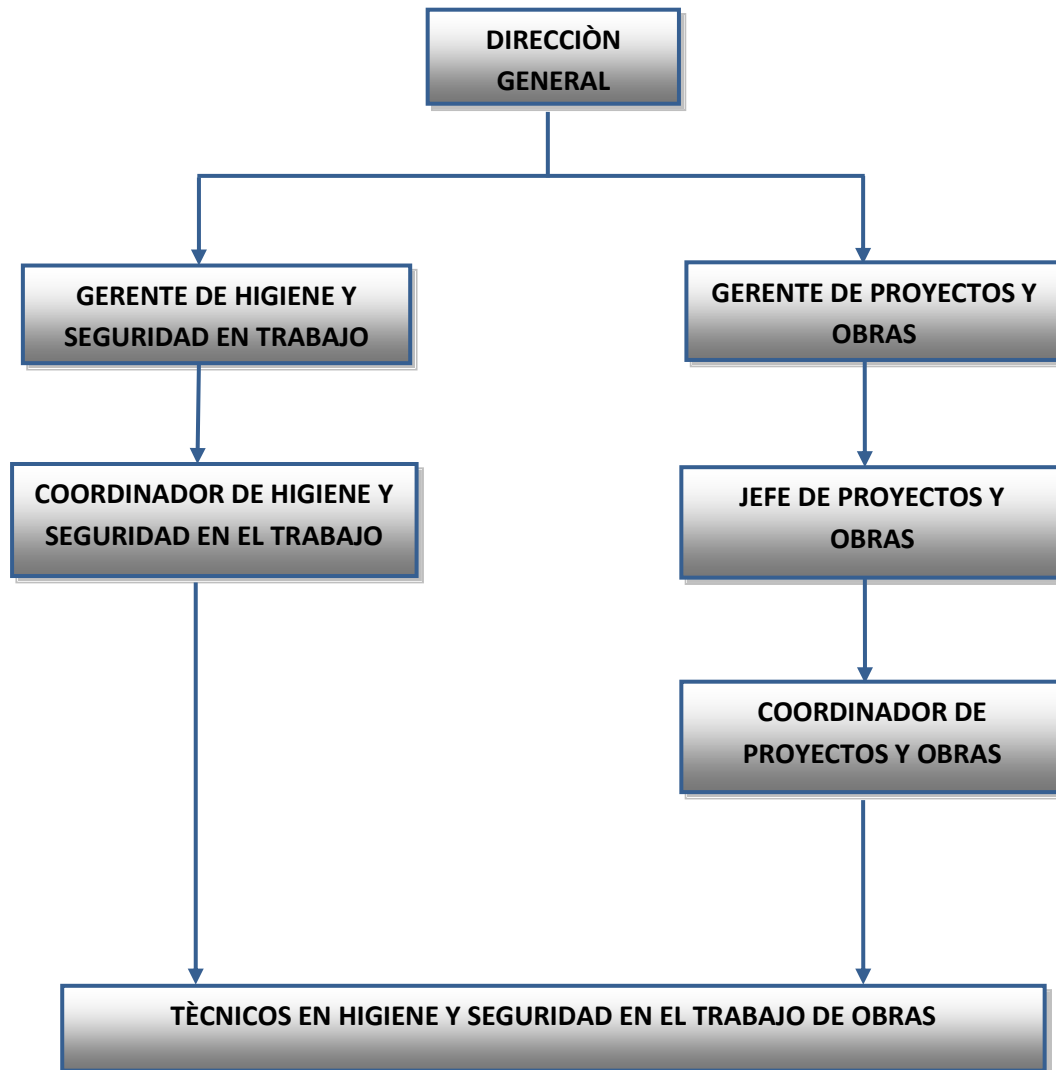 DIRECCIÒN
GENERAL
GERENTE DE HIGIENE Y
SEGURIDAD EN TRABAJO
GERENTE DE PROYECTOS Y
OBRAS
COORDINADOR DE HIGIENE Y
SEGURIDAD EN EL TRABAJO
JEFE DE PROYECTOS Y
OBRAS
COORDINADOR DE
PROYECTOS Y OBRAS
TÈCNICOS EN HIGIENE Y SEGURIDAD EN EL TRABAJO DE OBRAS